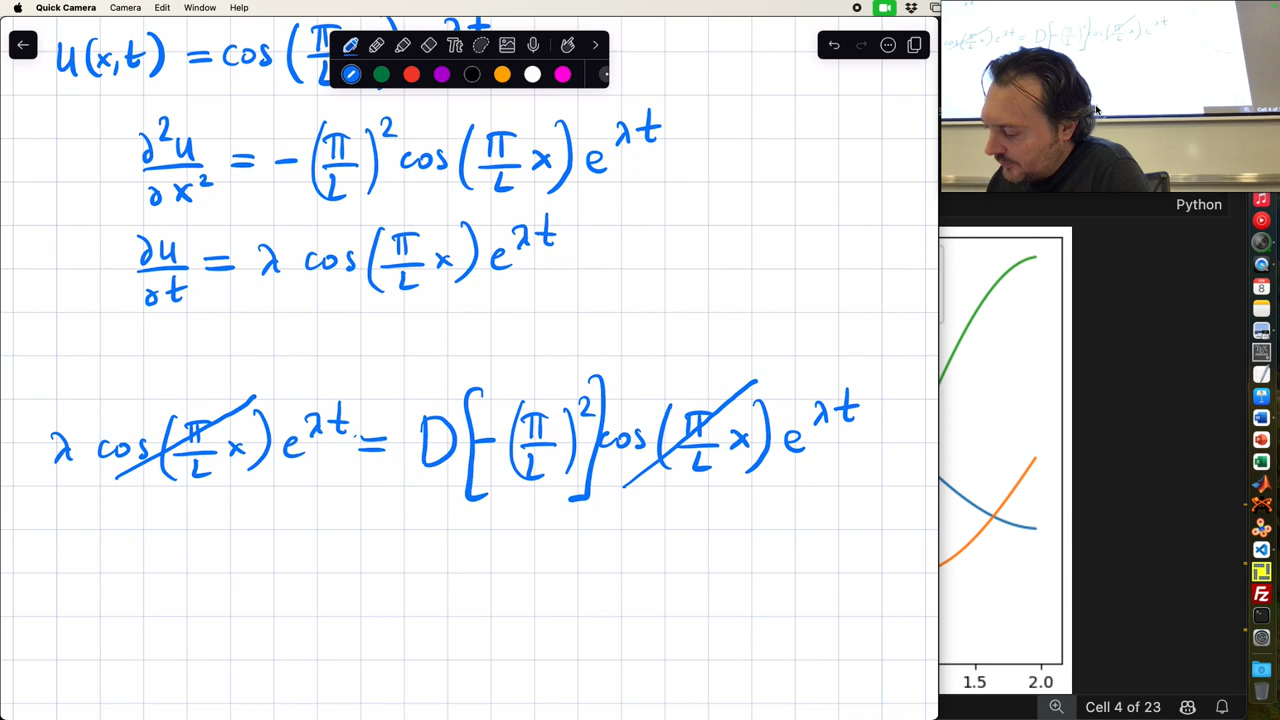 Quick Camera Camera Edit Window Help
u(x,t) = cos(π/L
∂²u/∂x² = -(π/L)² cos(π/L x) e^λt
∂u/∂t = λ cos(π/L x) e^λt
λ cos(π/L x) e^λt = D[-(π/L)²] cos(π/L x) e^λt
Python
1.5 2.0
Cell 4 of 23